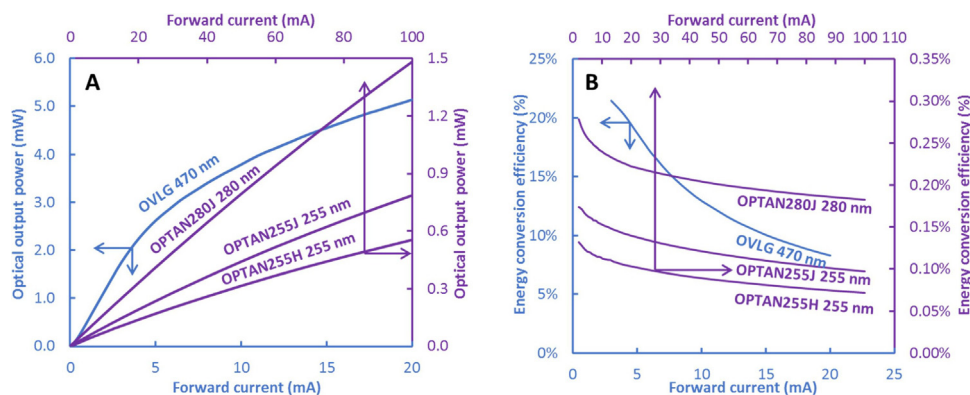 Forward current (mA)
0 20 40 60 80 100
A
Optical output power (mW)
6.0
5.0
4.0
3.0
2.0
1.0
0.0
OVLG 470 nm
OPTAN280J 280 nm
OPTAN255J 255 nm
OPTAN255H 255 nm
1.5
1.2
0.9
0.6
0.3
0.0
Optical output power (mW)
0 5 10 15 20
Forward current (mA)
Forward current (mA)
0 10 20 30 40 50 60 70 80 90 100 110
B
Energy conversion efficiency (%)
25%
20%
15%
10%
5%
0%
OPTAN280J 280 nm
OVLG 470 nm
OPTAN255J 255 nm
OPTAN255H 255 nm
0.35%
0.30%
0.25%
0.20%
0.15%
0.10%
0.05%
0.00%
Energy conversion efficiency (%)
0 5 10 15 20 25
Forward current (mA)